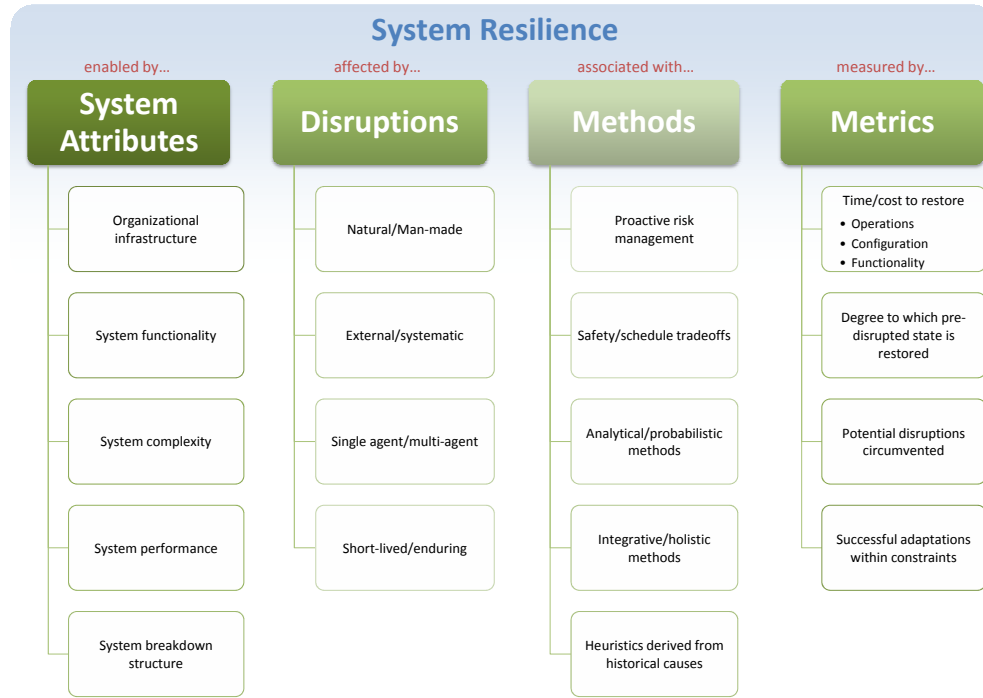 System Resilience
enabled by…
System
Attributes
Organizational
infrastructure
System functionality
System complexity
System performance
System breakdown
structure
affected by…
Disruptions
Natural/Man-made
External/systematic
Single agent/multi-agent
Short-lived/enduring
associated with…
Methods
Proactive risk
management
Safety/schedule tradeoffs
Analytical/probabilistic
methods
Integrative/holistic
methods
Heuristics derived from
historical causes
measured by…
Metrics
Time/cost to restore
• Operations
• Configuration
• Functionality
Degree to which pre-
disrupted state is
restored
Potential disruptions
circumvented
Successful adaptations
within constraints